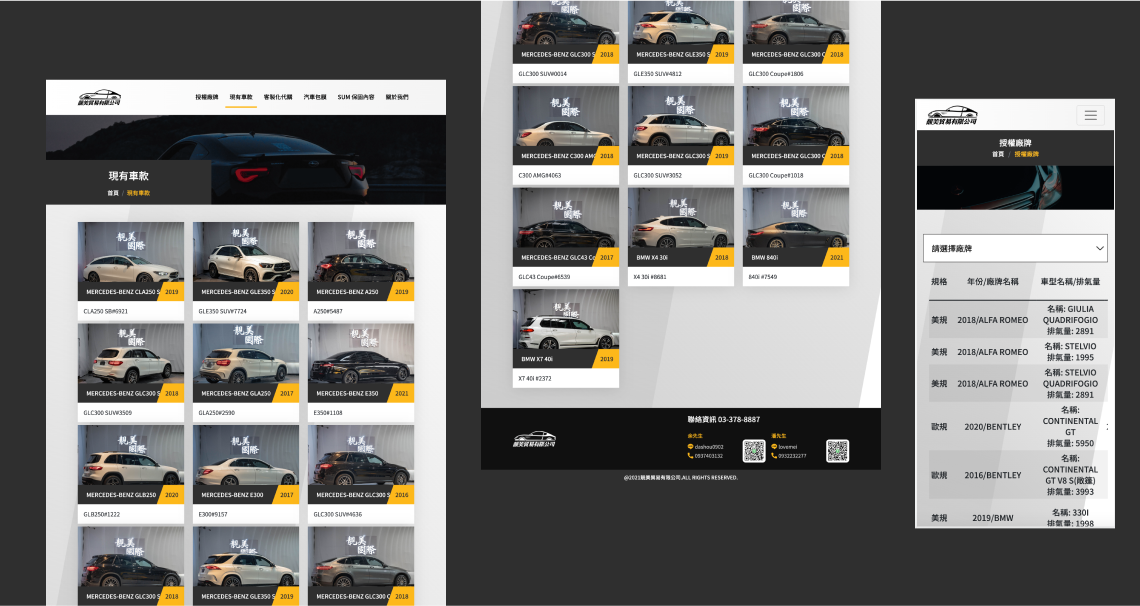 靚美貿易有限公司
授權廠牌 現有車款 客製化代購 汽車包膜 SUM 保固內容 關於我們
現有車款
首頁 / 現有車款
靚美國際 靚美國際 靚美國際
MERCEDES-BENZ CLA250 S 2019 MERCEDES-BENZ GLE350 S 2020 MERCEDES-BENZ A250 2019
CLA250 SB#6921 GLE350 SUV#7724 A250#5487
靚美國際 靚美國際 靚美國際
MERCEDES-BENZ GLC300 S 2018 MERCEDES-BENZ GLA250 2017 MERCEDES-BENZ E350 2021
GLC300 SUV#3509 GLA250#2590 E350#1108
靚美國際 靚美國際 靚美國際
MERCEDES-BENZ GLB250 2020 MERCEDES-BENZ E300 2017 MERCEDES-BENZ GLC300 S 2016
GLB250#1222 E300#9157 GLC300 SUV#4636
靚美國際 靚美國際 靚美國際
MERCEDES-BENZ GLC300 S 2018 MERCEDES-BENZ GLE350 S 2019 MERCEDES-BENZ GLC300 C 2018
國際 國際 國際
MERCEDES-BENZ GLC300 S 2018 MERCEDES-BENZ GLE350 S 2019 MERCEDES-BENZ GLC300 C 2018
GLC300 SUV#0014 GLE350 SUV#4812 GLC300 Coupe#1806
靚美國際 靚美國際 靚美國際
MERCEDES-BENZ C300 AMG 2018 MERCEDES-BENZ GLC300 S 2019 MERCEDES-BENZ GLC300 C 2018
C300 AMG#4063 GLC300 SUV#3052 GLC300 Coupe#1018
靚美國際 靚美國際 靚美國際
MERCEDES-BENZ GLC43 Co 2017 BMW X4 30i 2018 BMW 840i 2021
GLC43 Coupe#6539 X4 30i #8681 840i #7549
靚美國際
BMW X7 40i 2019
X7 40i #2372
聯絡資訊 03-378-8887
靚美貿易有限公司
dashou0902
0937403132
lovemei
0932232277
@2021靚美貿易有限公司.ALL RIGHTS RESERVED.
靚美貿易有限公司
授權廠牌
首頁 / 授權廠牌
請選擇廠牌
規格 年份/廠牌名稱 車型名稱/排氣量
美規 2018/ALFA ROMEO 名稱: GIULIA QUADRIFOGIO 排氣量: 2891
美規 2018/ALFA ROMEO 名稱: STELVIO 排氣量: 1995
美規 2018/ALFA ROMEO 名稱: STELVIO QUADRIFOGIO 排氣量: 2891
歐規 2020/BENTLEY 名稱: CONTINENTAL GT 排氣量: 5950
歐規 2016/BENTLEY 名稱: CONTINENTAL GT V8 S(敞篷) 排氣量: 3993
美規 2019/BMW 名稱: 330I 排氣量: 1998